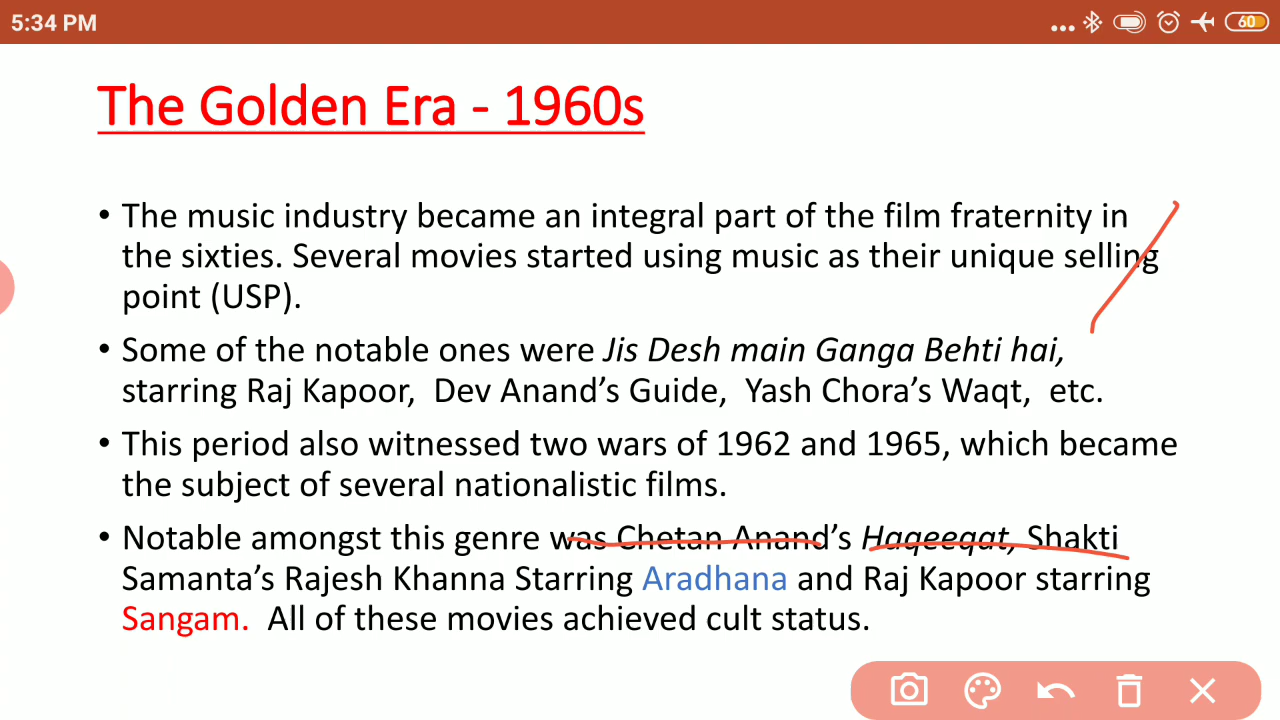 5:34 PM
60
The Golden Era - 1960s
• The music industry became an integral part of the film fraternity in
the sixties. Several movies started using music as their unique selling
point (USP).
• Some of the notable ones were Jis Desh main Ganga Behti hai,
starring Raj Kapoor, Dev Anand’s Guide, Yash Chora’s Waqt, etc.
• This period also witnessed two wars of 1962 and 1965, which became
the subject of several nationalistic films.
• Notable amongst this genre was Chetan Anand’s Haqeeqat, Shakti
Samanta’s Rajesh Khanna Starring Aradhana and Raj Kapoor starring
Sangam. All of these movies achieved cult status.